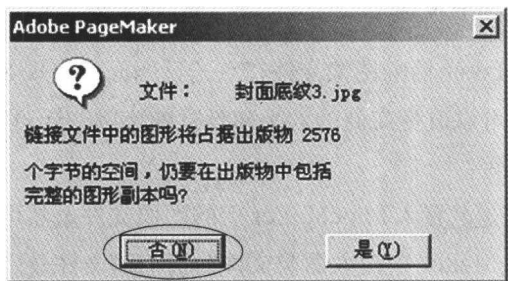 Adobe PageMaker
文件： 封面底纹3.jpg
链接文件中的图形将占据出版物 2576
个字节的空间，仍要在出版物中包括
完整的图形副本吗?
否(N) 是(Y)